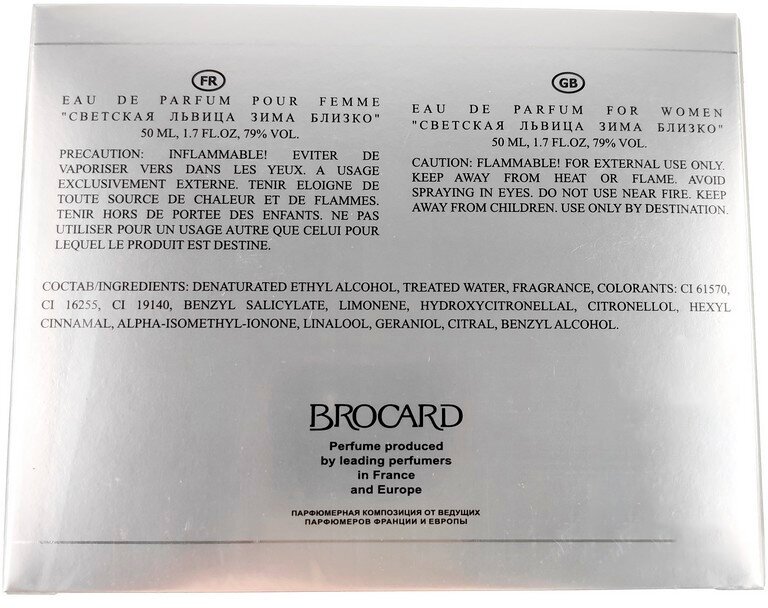 FR
EAU DE PARFUM POUR FEMME
"СВЕТСКАЯ ЛЬВИЦА ЗИМА БЛИЗКО"
50 ML, 1.7 FL.OZ, 79% VOL.
PRECAUTION: INFLAMMABLE! EVITER DE
VAPORISER VERS DANS LES YEUX. A USAGE
EXCLUSIVEMENT EXTERNE. TENIR ELOIGNE DE
TOUTE SOURCE DE CHALEUR ET DE FLAMMES.
TENIR HORS DE PORTEE DES ENFANTS. NE PAS
UTILISER POUR UN USAGE AUTRE QUE CELUI POUR
LEQUEL LE PRODUIT EST DESTINE.
GB
EAU DE PARFUM FOR WOMEN
"СВЕТСКАЯ ЛЬВИЦА ЗИМА БЛИЗКО"
50 ML, 1.7 FL.OZ, 79% VOL.
CAUTION: FLAMMABLE! FOR EXTERNAL USE ONLY.
KEEP AWAY FROM HEAT OR FLAME. AVOID
SPRAYING IN EYES. DO NOT USE NEAR FIRE. KEEP
AWAY FROM CHILDREN. USE ONLY BY DESTINATION.
СОСТАВ/INGREDIENTS: DENATURATED ETHYL ALCOHOL, TREATED WATER, FRAGRANCE, COLORANTS: CI 61570,
CI 16255, CI 19140, BENZYL SALICYLATE, LIMONENE, HYDROXYCITRONELLAL, CITRONELLOL, HEXYL
CINNAMAL, ALPHA-ISOMETHYL-IONONE, LINALOOL, GERANIOL, CITRAL, BENZYL ALCOHOL.
BROCARD
Perfume produced
by leading perfumers
in France
and Europe
ПАРФЮМЕРНАЯ КОМПОЗИЦИЯ ОТ ВЕДУЩИХ
ПАРФЮМЕРОВ ФРАНЦИИ И ЕВРОПЫ